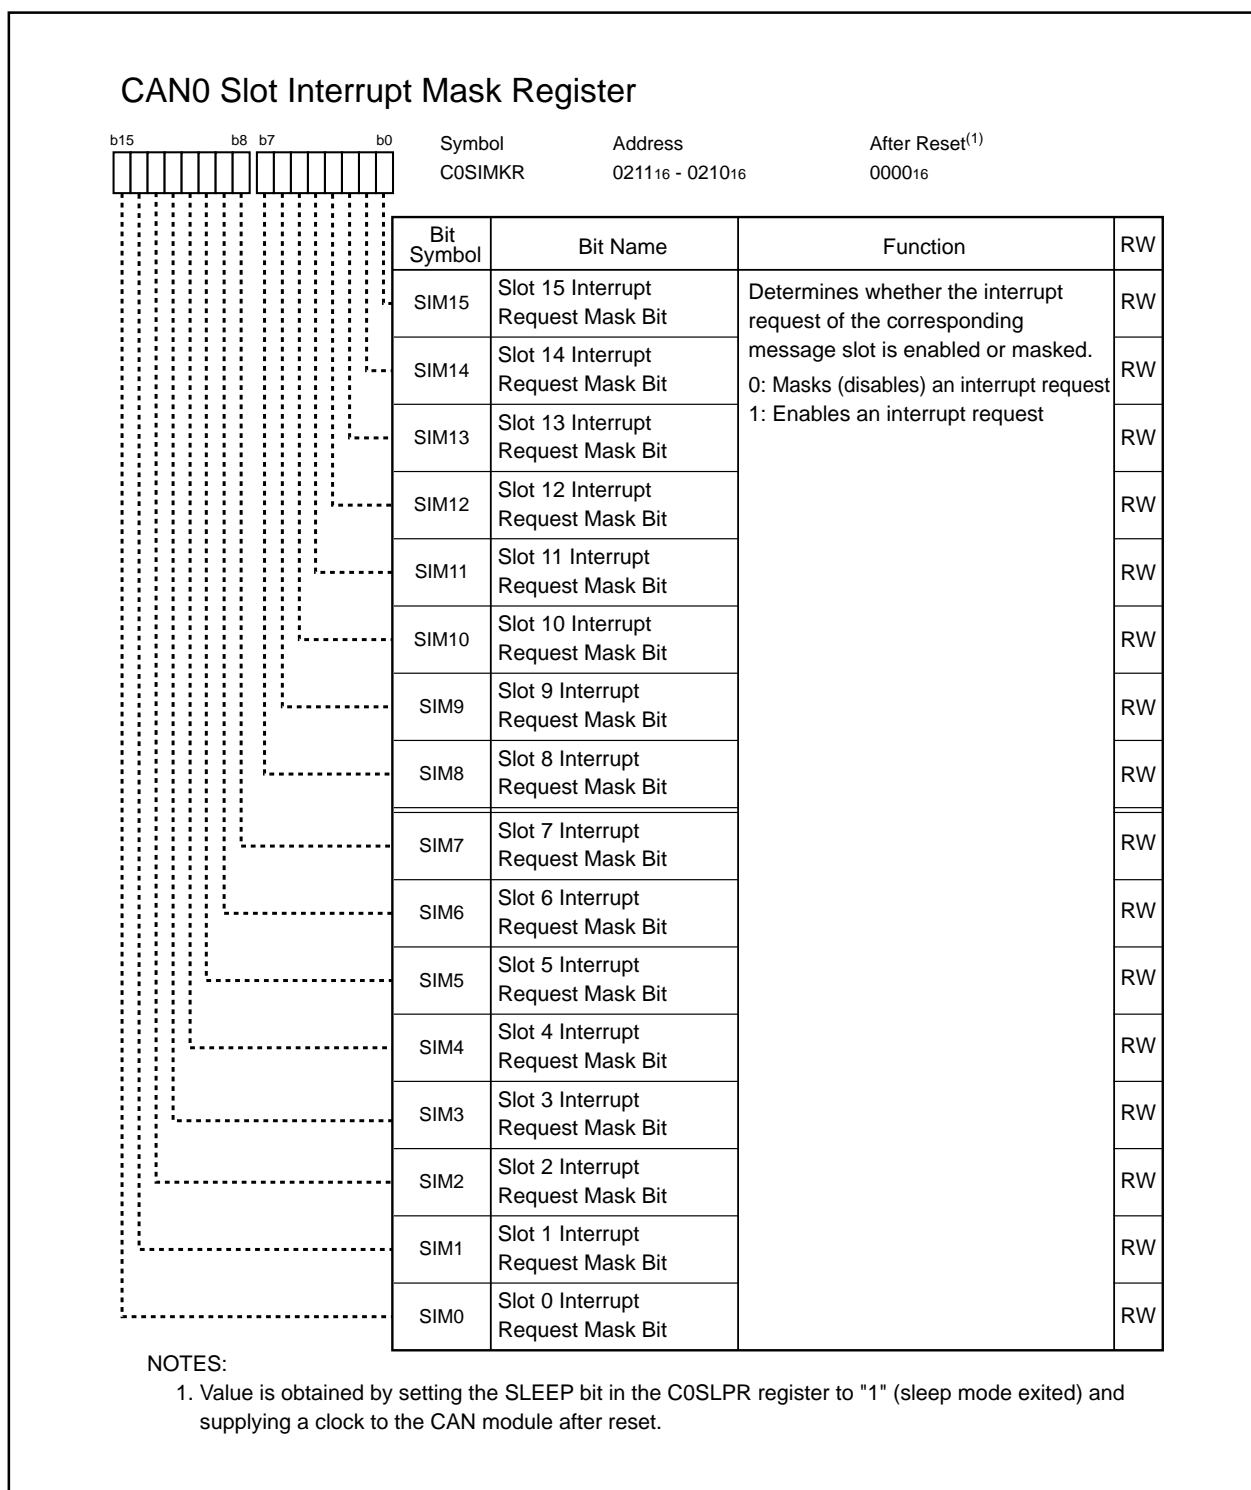 CAN0 Slot Interrupt Mask Register
b15 b8 b7 b0 Symbol Address After Reset(1)
C0SIMKR 021116 - 021016 000016
Bit Symbol Bit Name Function RW
SIM15 Slot 15 Interrupt Request Mask Bit RW
Determines whether the interrupt
request of the corresponding
message slot is enabled or masked.
0: Masks (disables) an interrupt request
1: Enables an interrupt request
SIM14 Slot 14 Interrupt Request Mask Bit RW
SIM13 Slot 13 Interrupt Request Mask Bit RW
SIM12 Slot 12 Interrupt Request Mask Bit RW
SIM11 Slot 11 Interrupt Request Mask Bit RW
SIM10 Slot 10 Interrupt Request Mask Bit RW
SIM9 Slot 9 Interrupt Request Mask Bit RW
SIM8 Slot 8 Interrupt Request Mask Bit RW
SIM7 Slot 7 Interrupt Request Mask Bit RW
SIM6 Slot 6 Interrupt Request Mask Bit RW
SIM5 Slot 5 Interrupt Request Mask Bit RW
SIM4 Slot 4 Interrupt Request Mask Bit RW
SIM3 Slot 3 Interrupt Request Mask Bit RW
SIM2 Slot 2 Interrupt Request Mask Bit RW
SIM1 Slot 1 Interrupt Request Mask Bit RW
SIM0 Slot 0 Interrupt Request Mask Bit RW
NOTES:
1. Value is obtained by setting the SLEEP bit in the C0SLPR register to "1" (sleep mode exited) and
supplying a clock to the CAN module after reset.